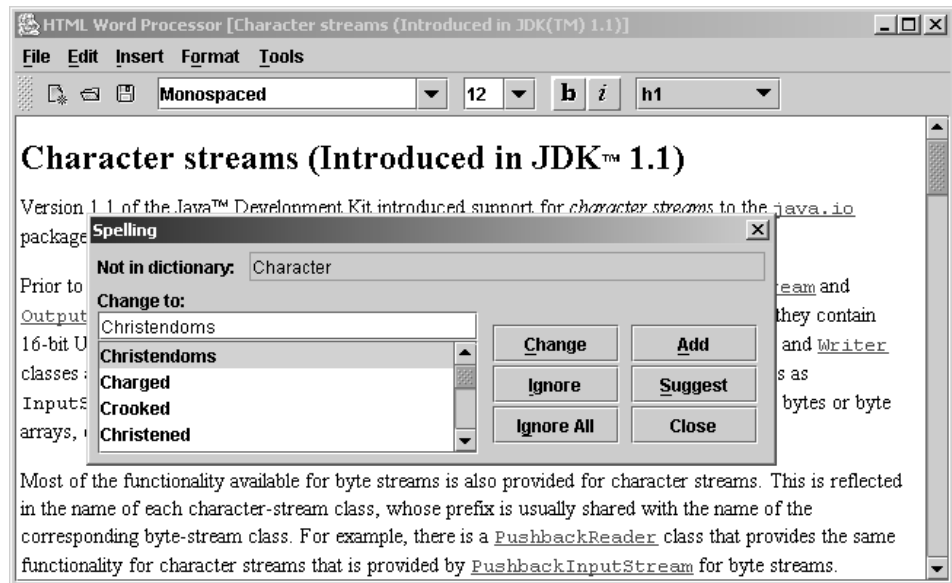 HTML Word Processor [Character streams (Introduced in JDK(TM) 1.1)]
File Edit Insert Format Tools
Monospaced 12 b i h1
Character streams (Introduced in JDK™ 1.1)
Version 1.1 of the Java™ Development Kit introduced support for character streams to the java.io
package
Spelling
Not in dictionary: Character
Change to:
Christendoms
Christendoms
Charged
Crooked
Christened
Change Add
Ignore Suggest
Ignore All Close
Prior to and
Output they contain
16-bit U and Writer
classes s as
InputS bytes or byte
arrays,
Most of the functionality available for byte streams is also provided for character streams. This is reflected
in the name of each character-stream class, whose prefix is usually shared with the name of the
corresponding byte-stream class. For example, there is a PushbackReader class that provides the same
functionality for character streams that is provided by PushbackInputStream for byte streams.